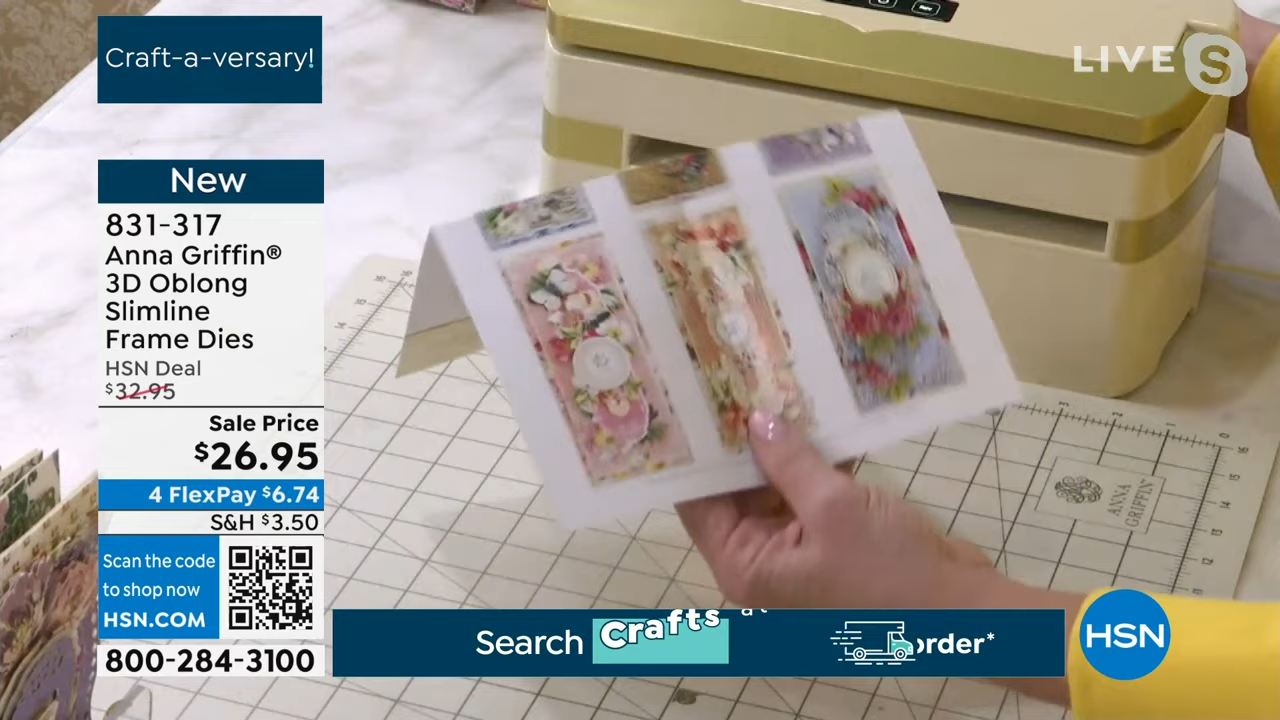 Craft-a-versary!
New
831-317
Anna Griffin®
3D Oblong
Slimline
Frame Dies
HSN Deal
$32.95
Sale Price
$26.95
4 FlexPay $6.74
S&H $3.50
Scan the code
to shop now
HSN.COM
800-284-3100
LIVE S
ANNA
GRIFFIN
Search Crafts at
order*
HSN